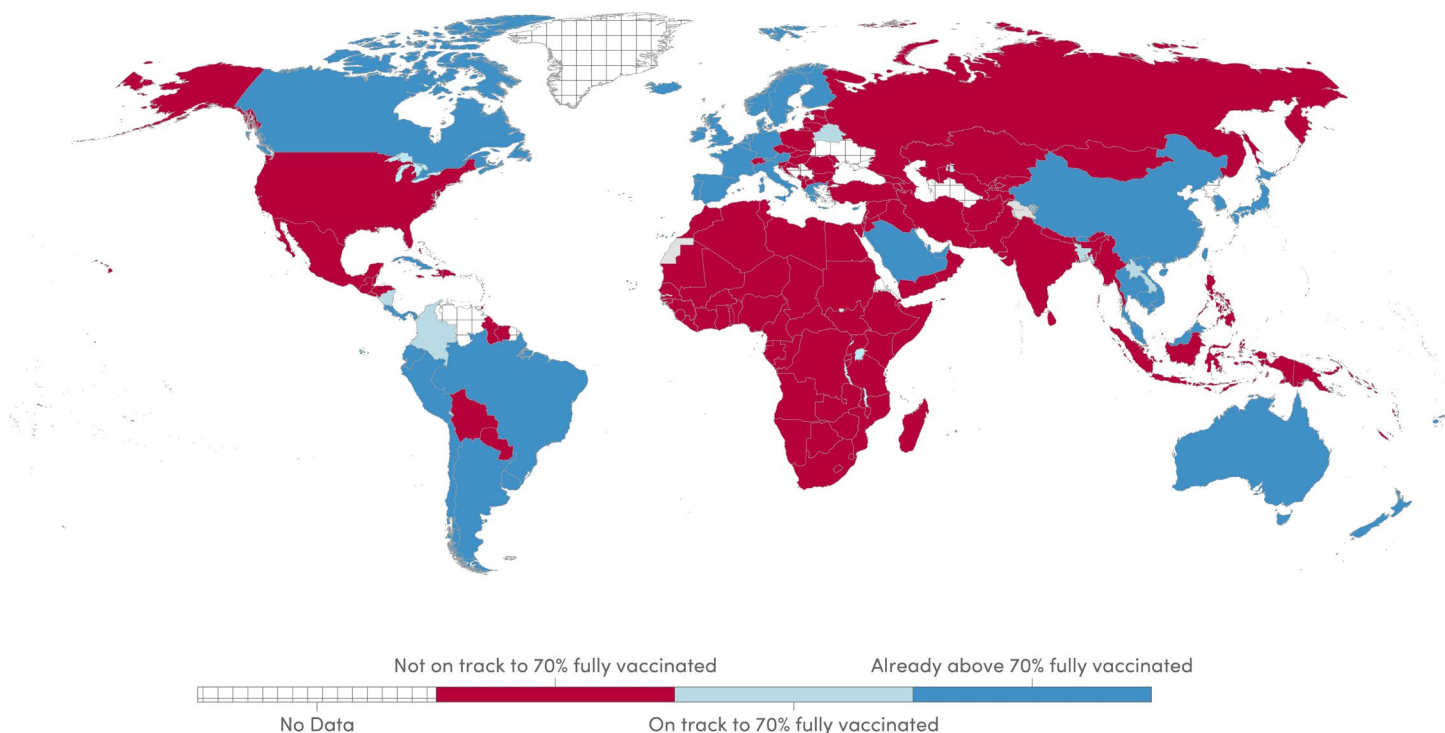 Not on track to 70% fully vaccinated
Already above 70% fully vaccinated
No Data
On track to 70% fully vaccinated